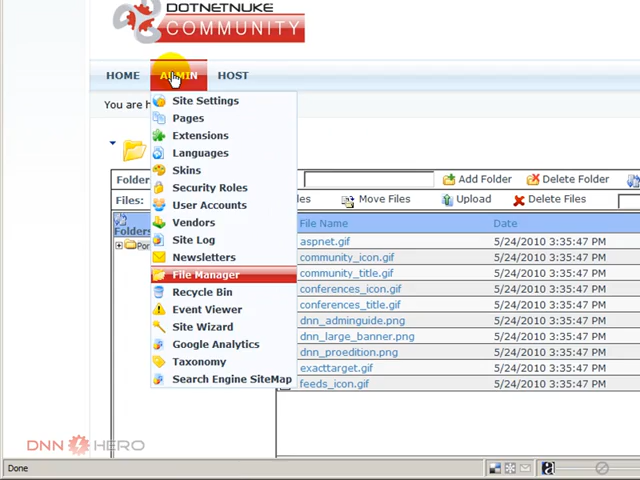 DOTNETNUKE
COMMUNITY
HOME ADMIN HOST
You are h
Site Settings
Pages
Extensions
Languages
Skins
Security Roles
User Accounts
Vendors
Site Log
Newsletters
File Manager
Recycle Bin
Event Viewer
Site Wizard
Google Analytics
Taxonomy
Search Engine SiteMap
Folder Add Folder Delete Folder
Files: les Move Files Upload Delete Files
Folders
Por
File Name Date
aspnet.gif 5/24/2010 3:35:47 PM
community_icon.gif 5/24/2010 3:35:47 PM
community_title.gif 5/24/2010 3:35:47 PM
conferences_icon.gif 5/24/2010 3:35:47 PM
conferences_title.gif 5/24/2010 3:35:47 PM
dnn_adminguide.png 5/24/2010 3:35:47 PM
dnn_large_banner.png 5/24/2010 3:35:47 PM
dnn_proedition.png 5/24/2010 3:35:47 PM
exacttarget.gif 5/24/2010 3:35:47 PM
feeds_icon.gif 5/24/2010 3:35:47 PM
DNN HERO
Done